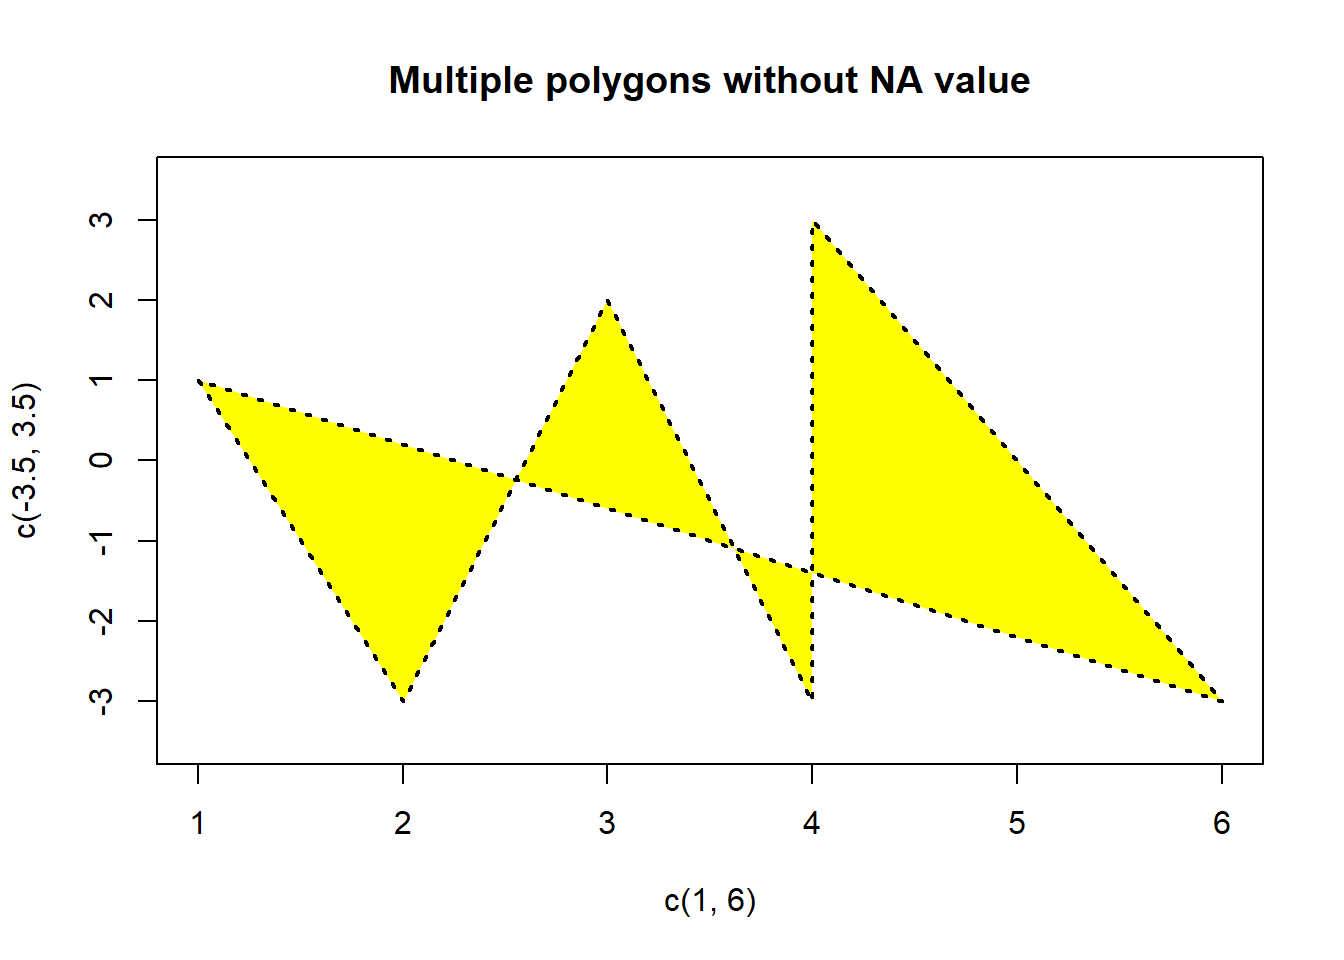 Multiple polygons without NA value
c(-3.5, 3.5)
3
2
1
0
-1
-2
-3
1 2 3 4 5 6
c(1, 6)